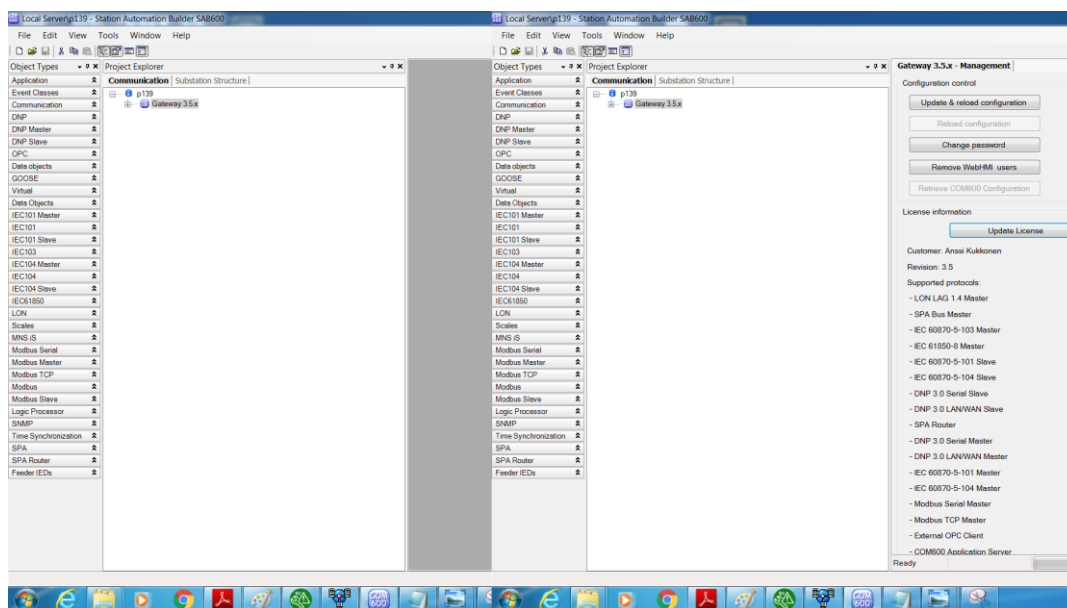 Local Server\p139 - Station Automation Builder SAB600
File Edit View Tools Window Help
Object Types
Application
Event Classes
Communication
DNP
DNP Master
DNP Slave
OPC
Data objects
GOOSE
Virtual
Data Objects
IEC101 Master
IEC101
IEC101 Slave
IEC103
IEC104 Master
IEC104
IEC104 Slave
IEC61850
LON
Scales
MNS iS
Modbus Serial
Modbus Master
Modbus TCP
Modbus
Modbus Slave
Logic Processor
SNMP
Time Synchronization
SPA
SPA Router
Feeder IEDs
Project Explorer
Communication Substation Structure
p139
Gateway 3.5.x
Local Server\p139 - Station Automation Builder SAB600
File Edit View Tools Window Help
Object Types
Application
Event Classes
Communication
DNP
DNP Master
DNP Slave
OPC
Data objects
GOOSE
Virtual
Data Objects
IEC101 Master
IEC101
IEC101 Slave
IEC103
IEC104 Master
IEC104
IEC104 Slave
IEC61850
LON
Scales
MNS iS
Modbus Serial
Modbus Master
Modbus TCP
Modbus
Modbus Slave
Logic Processor
SNMP
Time Synchronization
SPA
SPA Router
Feeder IEDs
Project Explorer
Communication Substation Structure
p139
Gateway 3.5.x
Gateway 3.5.x - Management
Configuration control
Update & reload configuration
Reload configuration
Change password
Remove WebHMI users
Retrieve COM600 Configuration
License information
Update License
Customer: Anssi Kukkonen
Revision: 3.5
Supported protocols:
- LON LAG 1.4 Master
- SPA Bus Master
- IEC 60870-5-103 Master
- IEC 61850-8 Master
- IEC 60870-5-101 Slave
- IEC 60870-5-104 Slave
- DNP 3.0 Serial Slave
- DNP 3.0 LAN/WAN Slave
- SPA Router
- DNP 3.0 Serial Master
- DNP 3.0 LAN/WAN Master
- IEC 60870-5-101 Master
- IEC 60870-5-104 Master
- Modbus Serial Master
- Modbus TCP Master
- External OPC Client
- COM600 Application Server
Ready
COM
600
COM
600